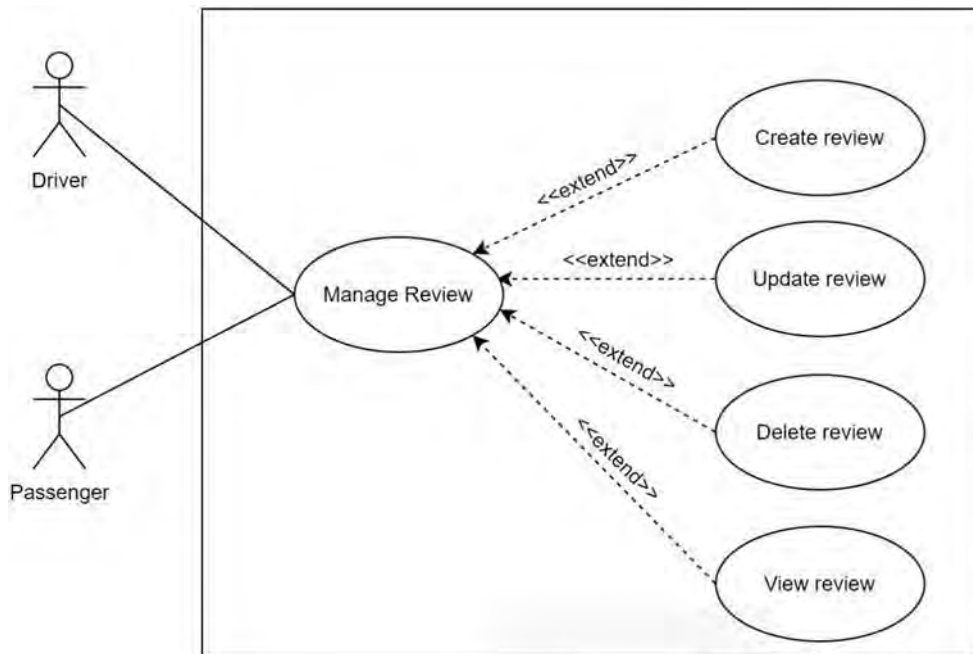 Driver
Passenger
Manage Review
<<extend>>
<<extend>>
<<extend>>
<<extend>>
Create review
Update review
Delete review
View review